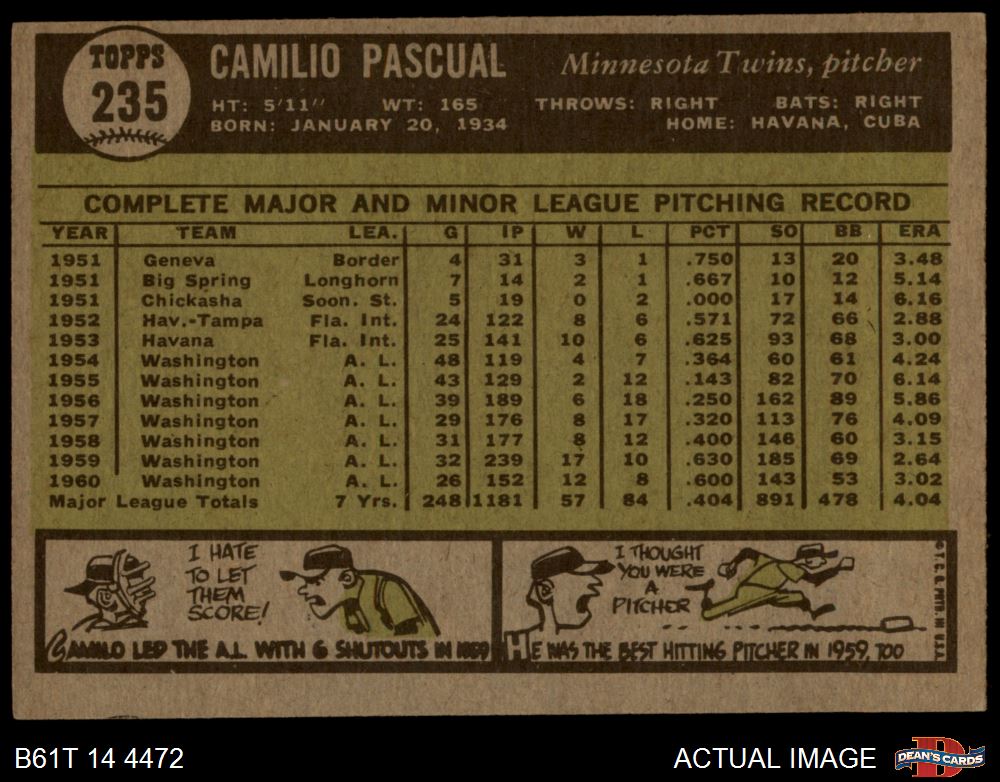 TOPPS
235
CAMILIO PASCUAL
Minnesota Twins, pitcher
HT: 5'11" WT: 165 THROWS: RIGHT BATS: RIGHT
BORN: JANUARY 20, 1934 HOME: HAVANA, CUBA
COMPLETE MAJOR AND MINOR LEAGUE PITCHING RECORD
YEAR TEAM LEA. G IP W L PCT SO BB ERA
1951 Geneva Border 4 31 3 1 .750 13 20 3.48
1951 Big Spring Longhorn 7 14 2 1 .667 10 12 5.14
1951 Chickasha Soon. St. 5 19 0 2 .000 17 14 6.16
1952 Hav.-Tampa Fla. Int. 24 122 8 6 .571 72 66 2.88
1953 Havana Fla. Int. 25 141 10 6 .625 93 68 3.00
1954 Washington A. L. 48 119 4 7 .364 60 61 4.24
1955 Washington A. L. 43 129 2 12 .143 82 70 6.14
1956 Washington A. L. 39 189 6 18 .250 162 89 5.86
1957 Washington A. L. 29 176 8 17 .320 113 76 4.09
1958 Washington A. L. 31 177 8 12 .400 146 60 3.15
1959 Washington A. L. 32 239 17 10 .630 185 69 2.64
1960 Washington A. L. 26 152 12 8 .600 143 53 3.02
Major League Totals 7 Yrs. 248 1181 57 84 .404 891 478 4.04
I HATE
TO LET
THEM
SCORE!
CAMILO LED THE A.L. WITH 6 SHUTOUTS IN 1959
I THOUGHT
YOU WERE
A
PITCHER
HE WAS THE BEST HITTING PITCHER IN 1959, TOO
© T.C.G. PRTD. IN U.S.A.
B61T 14 4472
ACTUAL IMAGE
D
DEAN'S CARDS